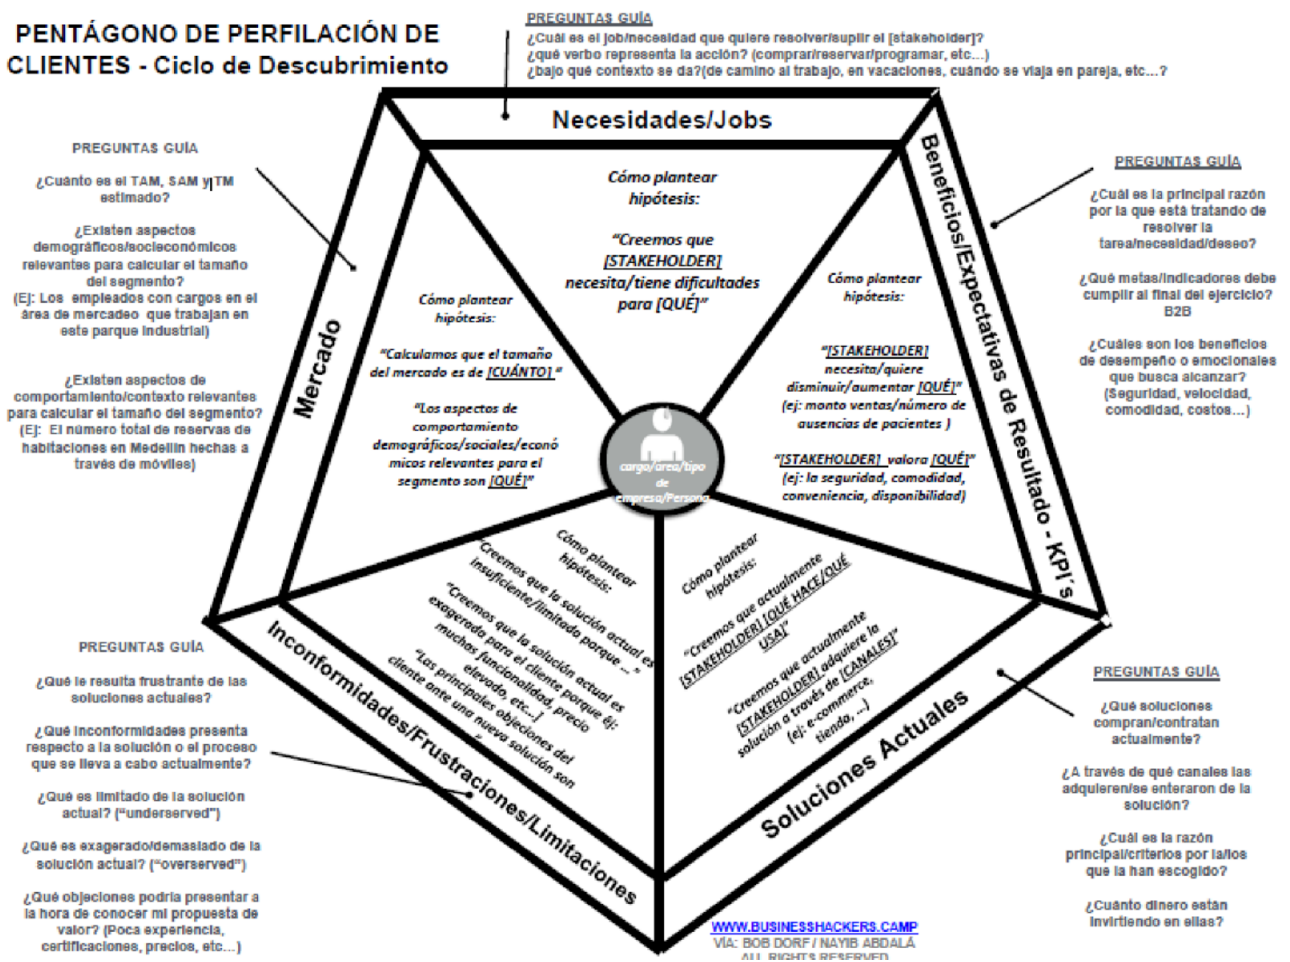 PENTÁGONO DE PERFILACIÓN DE
CLIENTES - Ciclo de Descubrimiento
PREGUNTAS GUÍA
¿Cuál es el job/necesidad que quiere resolver/suplir el [stakeholder]?
¿qué verbo representa la acción? (comprar/reservar/programar, etc...)
¿bajo qué contexto se da?(de camino al trabajo, en vacaciones, cuándo se viaja en pareja, etc...?
Necesidades/Jobs
Cómo plantear
hipótesis:
“Creemos que
[STAKEHOLDER]
necesita/tiene dificultades
para [QUÉ]”
PREGUNTAS GUÍA
¿Cuánto es el TAM, SAM y TM
estimado?
¿Existen aspectos
demográficos/socieconómicos
relevantes para calcular el tamaño
del segmento?
(Ej: Los empleados con cargos en el
área de mercadeo que trabajan en
este parque industrial)
¿Existen aspectos de
comportamiento/contexto relevantes
para calcular el tamaño del segmento?
(Ej: El número total de reservas de
habitaciones en Medellín hechas a
través de móviles)
Mercado
Cómo plantear
hipótesis:
“Calculamos que el tamaño
del mercado es de [CUÁNTO] “
“Los aspectos de
comportamiento
demográficos/sociales/econó
micos relevantes para el
segmento son [QUÉ]”
Beneficios/Expectativas de Resultado - KPI´s
Cómo plantear
hipótesis:
“[STAKEHOLDER]
necesita/quiere
disminuir/aumentar [QUÉ]”
(ej: monto ventas/número de
ausencias de pacientes )
“[STAKEHOLDER] valora [QUÉ]”
(ej: la seguridad, comodidad,
conveniencia, disponibilidad)
PREGUNTAS GUÍA
¿Cuál es la principal razón
por la que está tratando de
resolver la
tarea/necesidad/deseo?
¿Qué metas/indicadores debe
cumplir al final del ejercicio?
B2B
¿Cuáles son los beneficios
de desempeño o emocionales
que busca alcanzar?
(Seguridad, velocidad,
comodidad, costos...)
cargo/area/tipo
de
empresa/Persona
Cómo plantear
hipótesis:
“Creemos que la solución actual es
insuficiente/limitada porque...”
“Creemos que la solución actual es
exagerada para el cliente, porque ej:
mucha funcionalidad, precio
elevado, etc...]
“Las principales objeciones del
cliente ante una nueva solución son
”
Inconformidades/Frustraciones/Limitaciones
Cómo plantear
hipótesis:
“Creemos que actualmente
[STAKEHOLDER] [QUÉ HACE/QUÉ
USA]”
“Creemos que actualmente
[STAKEHOLDER] adquiere la
solución a través de [CANALES]”
(ej: e-commerce,
tienda, ...)
Soluciones Actuales
PREGUNTAS GUÍA
¿Qué le resulta frustrante de las
soluciones actuales?
¿Qué inconformidades presenta
respecto a la solución o el proceso
que se lleva a cabo actualmente?
¿Qué es limitado de la solución
actual? (“underserved”)
¿Qué es exagerado/demasiado de la
solución actual? (“overserved”)
¿Qué objeciones podría presentar a
la hora de conocer mi propuesta de
valor? (Poca experiencia,
certificaciones, precios, etc...)
PREGUNTAS GUÍA
¿Qué soluciones
compran/contratan
actualmente?
¿A través de qué canales las
adquieren/se enteraron de la
solución?
¿Cuál es la razón
principal/criterios por la/los
que la han escogido?
¿Cuánto dinero están
invirtiendo en ellas?
WWW.BUSINESSHACKERS.CAMP
VÍA: BOB DORF / NAYIB ABDALÁ
ALL RIGHTS RESERVED